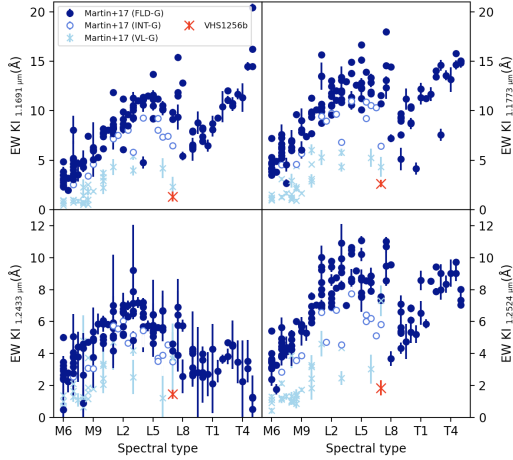 Martin+17 (FLD-G)
Martin+17 (INT-G)
Martin+17 (VL-G)
VHS1256b
20
15
10
5
0
EW KI 1.1691 μm(Å)
20
15
10
5
0
EW KI 1.1773 μm(Å)
12
10
8
6
4
2
0
EW KI 1.2433 μm(Å)
12
10
8
6
4
2
0
EW KI 1.2524 μm(Å)
M6 M9 L2 L5 L8 T1 T4
M6 M9 L2 L5 L8 T1 T4
Spectral type
Spectral type